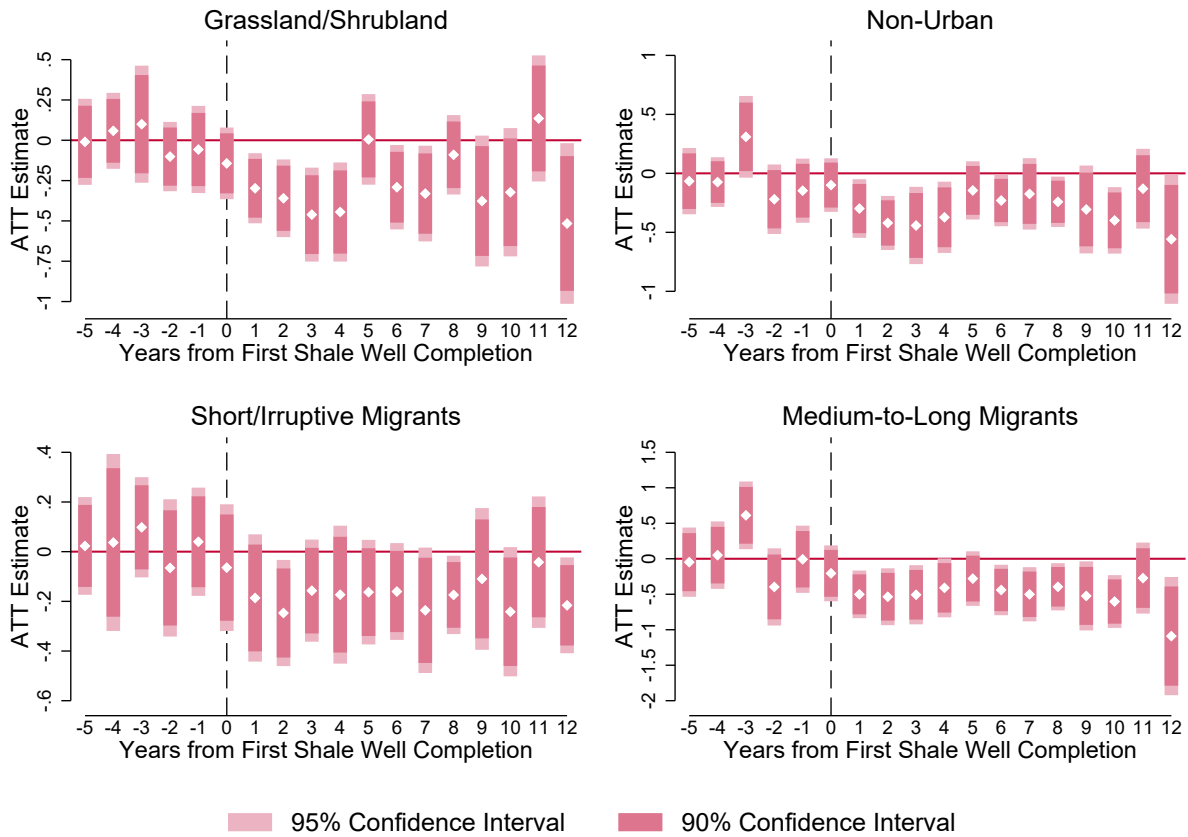 Grassland/Shrubland
ATT Estimate
.5
.25
0
-.25
-.5
-.75
-1
-5 -4 -3 -2 -1 0 1 2 3 4 5 6 7 8 9 10 11 12
Years from First Shale Well Completion
Non-Urban
ATT Estimate
1
.5
0
-.5
-1
-5 -4 -3 -2 -1 0 1 2 3 4 5 6 7 8 9 10 11 12
Years from First Shale Well Completion
Short/Irruptive Migrants
ATT Estimate
.4
.2
0
-.2
-.4
-.6
-5 -4 -3 -2 -1 0 1 2 3 4 5 6 7 8 9 10 11 12
Years from First Shale Well Completion
Medium-to-Long Migrants
ATT Estimate
1.5
1
.5
0
-.5
-1
-1.5
-2
-5 -4 -3 -2 -1 0 1 2 3 4 5 6 7 8 9 10 11 12
Years from First Shale Well Completion
95% Confidence Interval 90% Confidence Interval